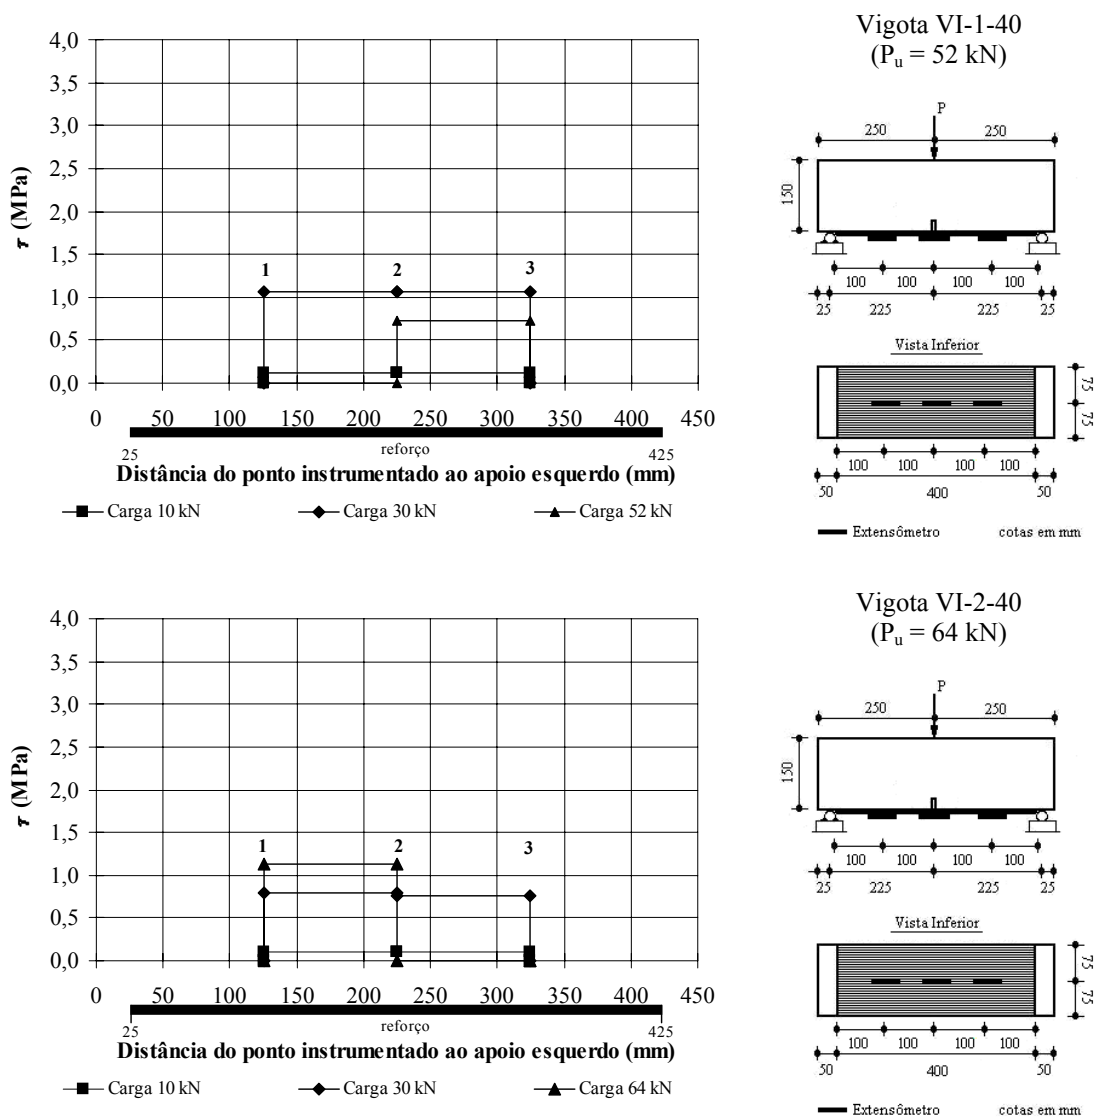 Vigota VI-1-40
(Pu = 52 kN)
4,0
3,5
3,0
2,5
2,0
1,5
1,0
0,5
0,0
τ (MPa)
1 2 3
0 50 100 150 200 250 300 350 400 450
25 reforço 425
Distância do ponto instrumentado ao apoio esquerdo (mm)
Carga 10 kN Carga 30 kN Carga 52 kN
P
250 250
150
100 100 100 100
25 225 225 25
Vista Inferior
75
75
100 100 100 100
50 400 50
Extensômetro cotas em mm
Vigota VI-2-40
(Pu = 64 kN)
4,0
3,5
3,0
2,5
2,0
1,5
1,0
0,5
0,0
τ (MPa)
1 2 3
0 50 100 150 200 250 300 350 400 450
25 reforço 425
Distância do ponto instrumentado ao apoio esquerdo (mm)
Carga 10 kN Carga 30 kN Carga 64 kN
P
250 250
150
100 100 100 100
25 225 225 25
Vista Inferior
75
75
100 100 100 100
50 400 50
Extensômetro cotas em mm